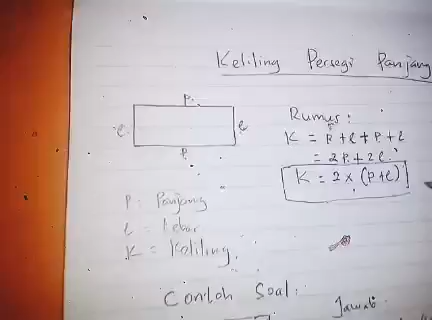 Keliling Persegi Panjang
P
l
l
P
Rumus:
K = P + l + P + l
= 2P + 2l
K = 2 x (P + l)
P: Panjang
l = Lebar
K = Keliling
Contoh Soal:
Jawab